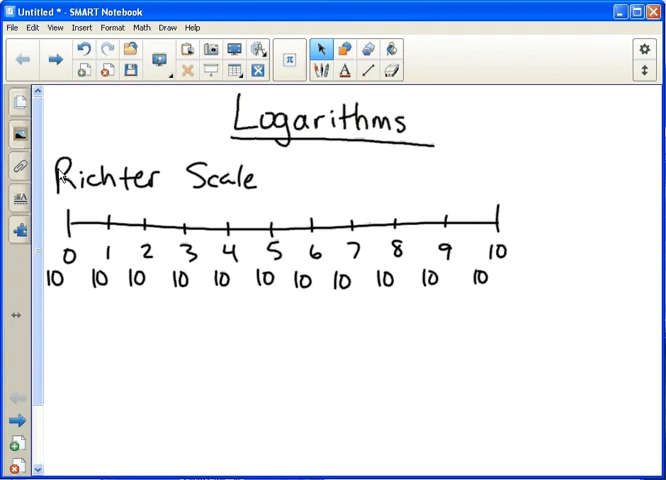 Untitled * - SMART Notebook
File Edit View Insert Format Math Draw Help
π
A
Logarithms
Richter Scale
0 1 2 3 4 5 6 7 8 9 10
10 10 10 10 10 10 10 10 10 10 10